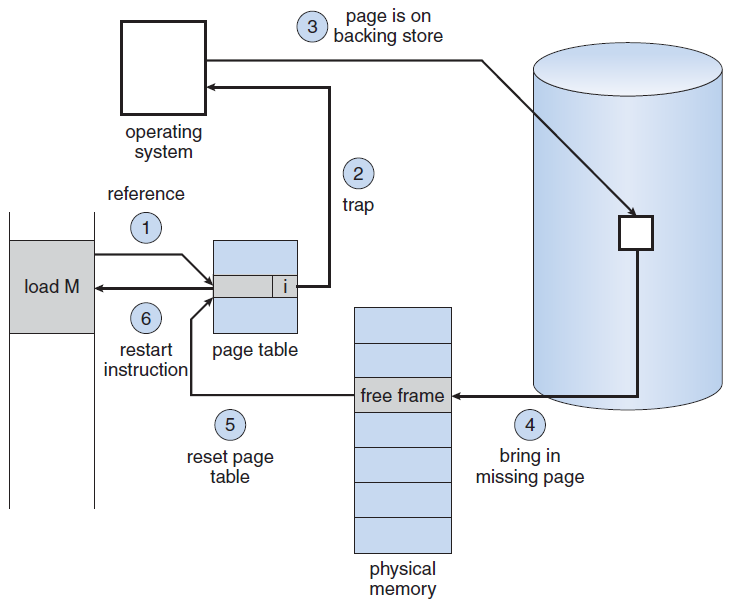 3
page is on
backing store
operating
system
2
trap
reference
1
load M
i
6
restart
instruction
page table
free frame
5
reset page
table
4
bring in
missing page
physical
memory